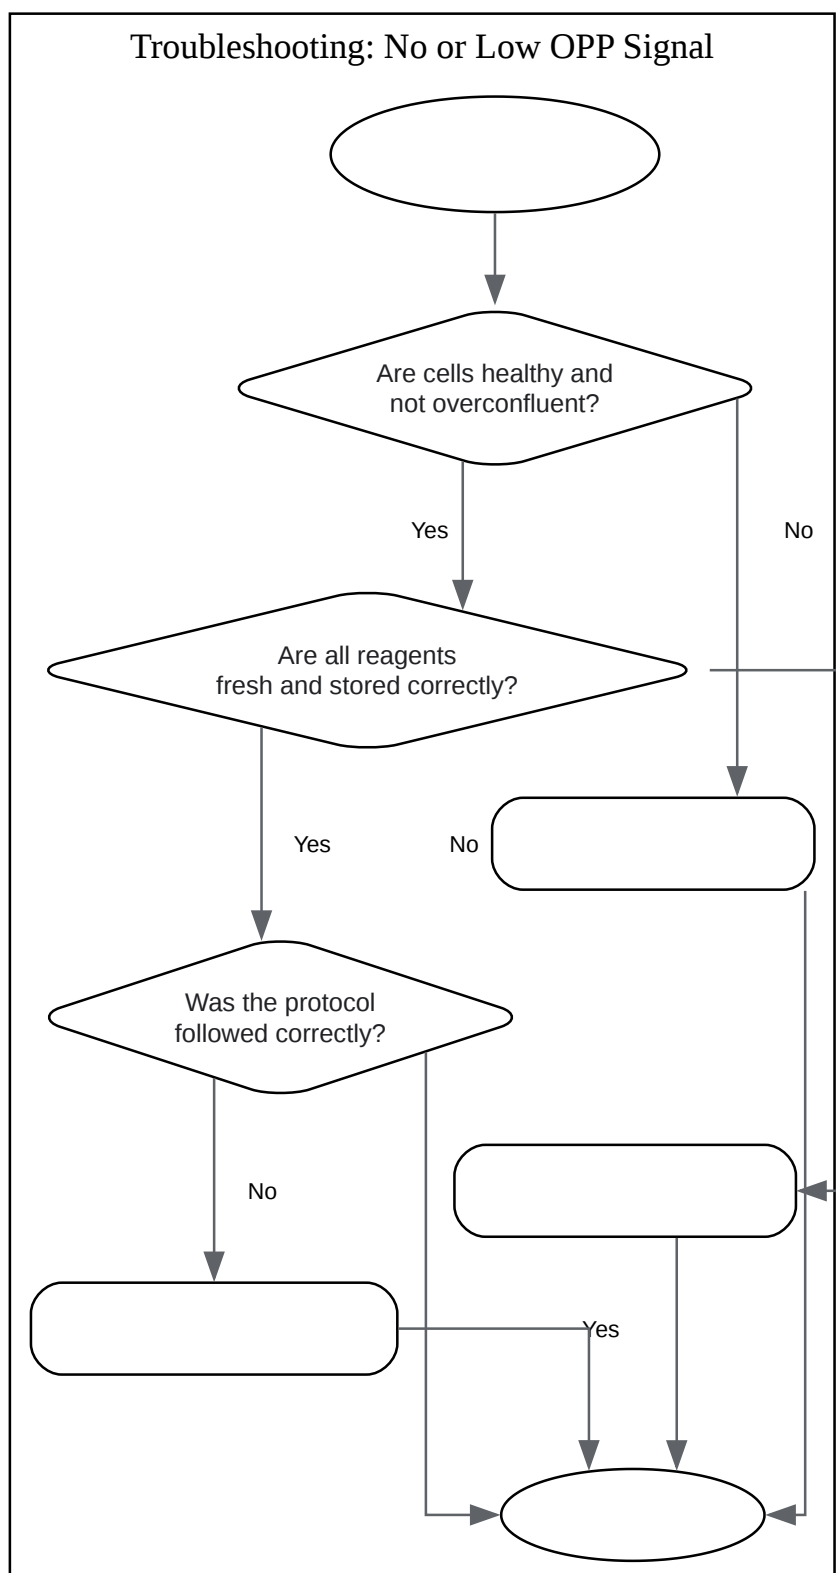 Troubleshooting: No or Low OPP Signal
Are cells healthy and
not overconfluent?
Yes
No
Are all reagents
fresh and stored correctly?
Yes
No
Was the protocol
followed correctly?
No
Yes